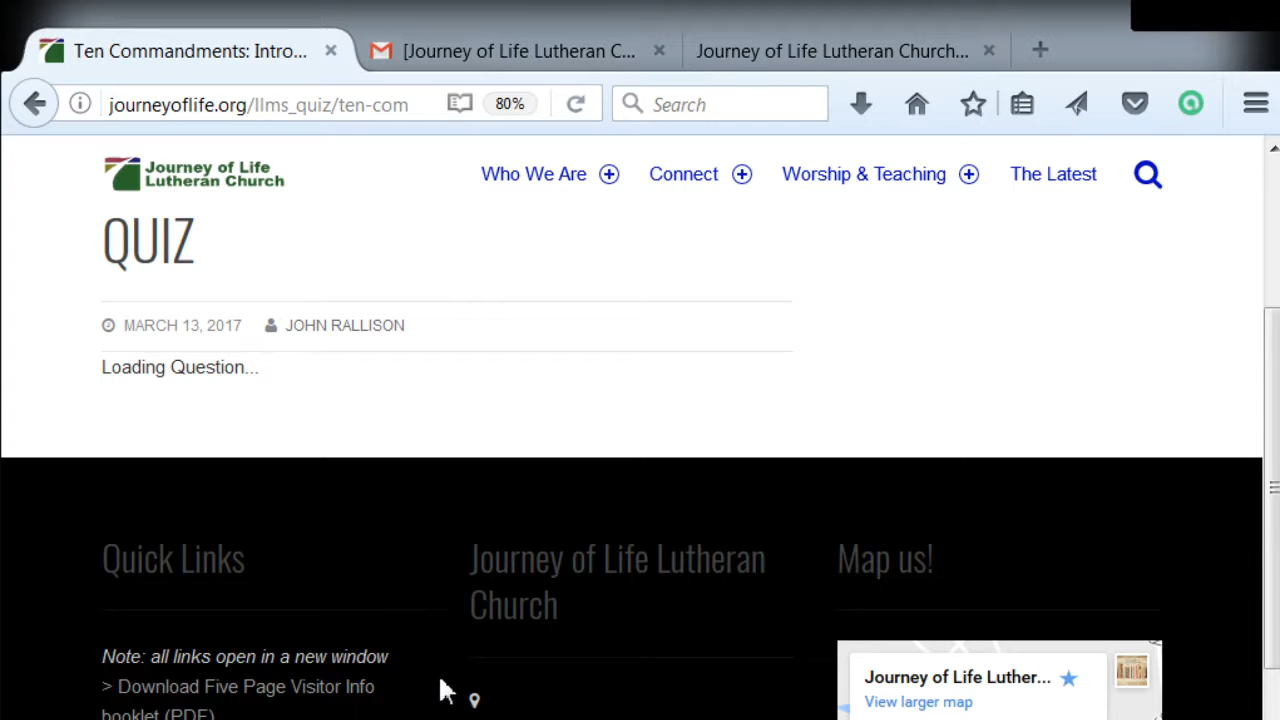 Ten Commandments: Intro...
[Journey of Life Lutheran C...
Journey of Life Lutheran Church...
journeyoflife.org/llms_quiz/ten-com
80%
Search
Journey of Life
Lutheran Church
Who We Are
Connect
Worship & Teaching
The Latest
QUIZ
MARCH 13, 2017
JOHN RALLISON
Loading Question...
Quick Links
Note: all links open in a new window
> Download Five Page Visitor Info
booklet (PDF)
Journey of Life Lutheran
Church
Map us!
Journey of Life Luther...
View larger map